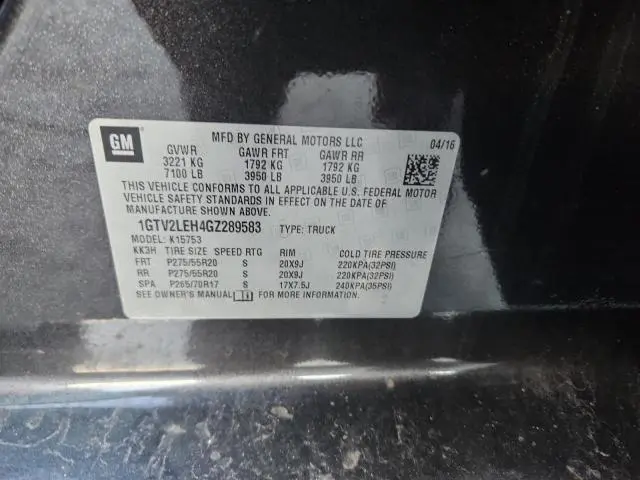 GM
MFD BY GENERAL MOTORS LLC 04/16
GVWR GAWR FRT GAWR RR
3221 KG 1792 KG 1792 KG
7100 LB 3950 LB 3950 LB
THIS VEHICLE CONFORMS TO ALL APPLICABLE U.S. FEDERAL MOTOR
VEHICLE SAFETY STANDARDS IN EFFECT ON THE DATE OF
MANUFACTURE SHOWN ABOVE.
1GTV2LEH4GZ289583 TYPE: TRUCK
MODEL: K15753
KK3H TIRE SIZE SPEED RTG RIM COLD TIRE PRESSURE
FRT P275/55R20 S 20X9J 220KPA(32PSI)
RR P275/55R20 S 20X9J 220KPA(32PSI)
SPA P265/70R17 S 17X7.5J 240KPA(35PSI)
SEE OWNER'S MANUAL FOR MORE INFORMATION.